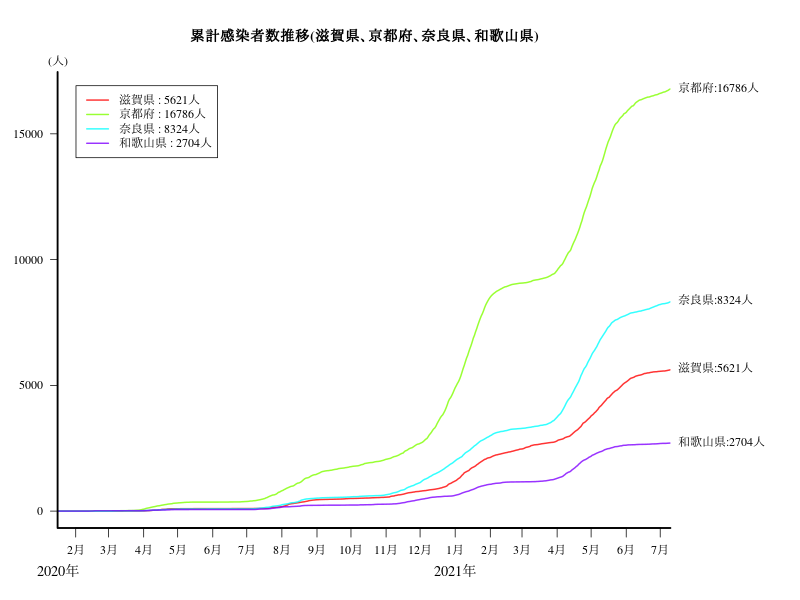 累計感染者数推移(滋賀県、京都府、奈良県、和歌山県)
(人)
滋賀県 : 5621人
京都府 : 16786人
奈良県 : 8324人
和歌山県 : 2704人
京都府:16786人
奈良県:8324人
滋賀県:5621人
和歌山県:2704人
15000
10000
5000
0
2月 3月 4月 5月 6月 7月 8月 9月 10月 11月 12月 1月 2月 3月 4月 5月 6月 7月
2020年 2021年